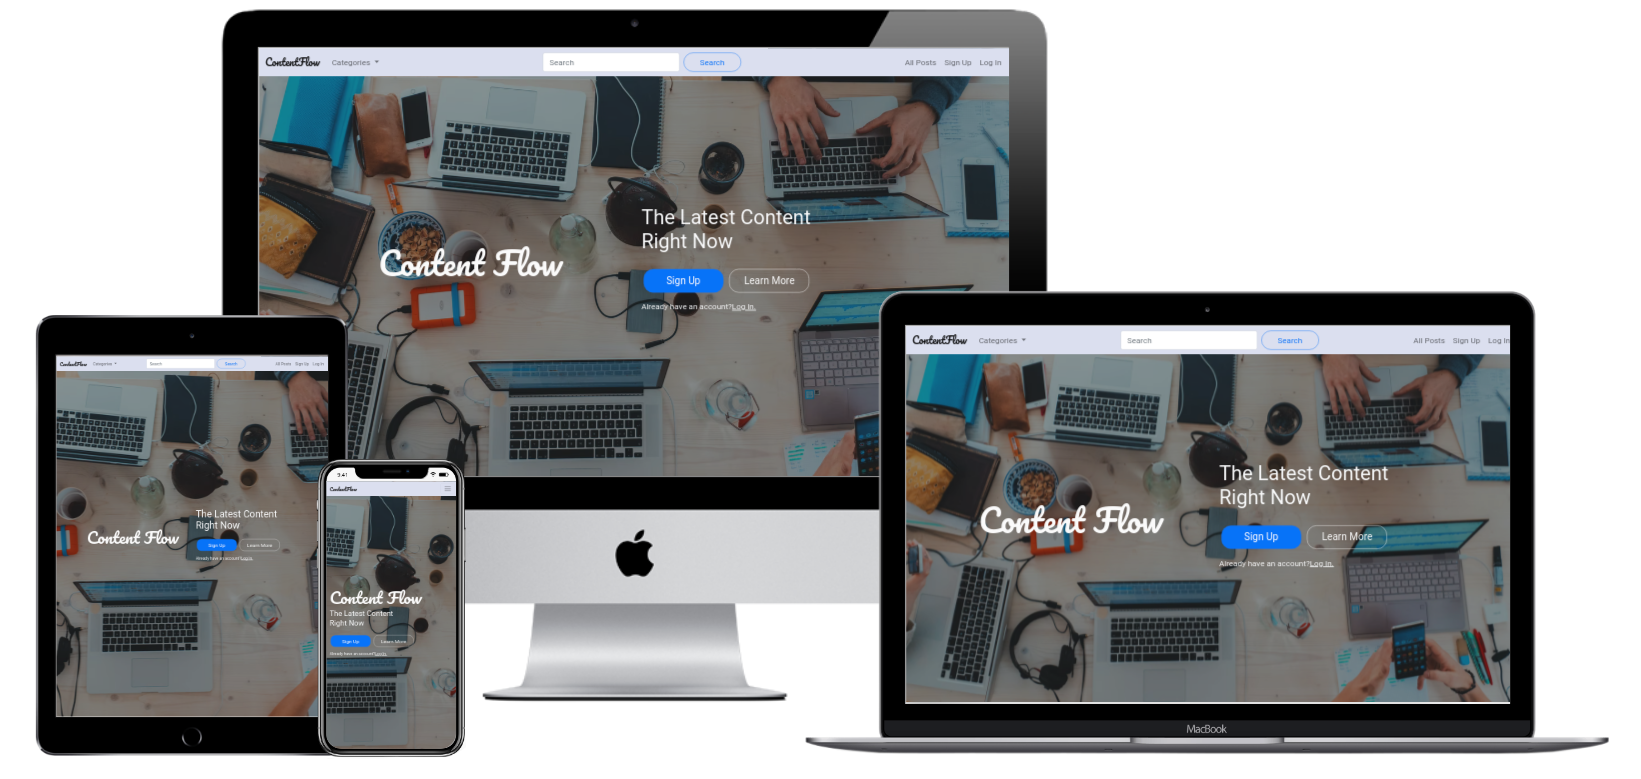 ContentFlow Categories Search Search All Posts Sign Up Log In
The Latest Content
Right Now
Content Flow
Sign Up Learn More
Already have an account?Log In.
ContentFlow Categories Search Search All Posts Sign Up Log In
The Latest Content
Right Now
Content Flow
Sign Up Learn More
Already have an account?Log In.
MacBook
ContentFlow Categories Search Search All Posts Sign Up Log In
The Latest Content
Right Now
Content Flow
Sign Up Learn More
Already have an account?Log In.
9:41
ContentFlow
Content Flow
The Latest Content
Right Now
Sign Up Learn More
Already have an account?Log In.